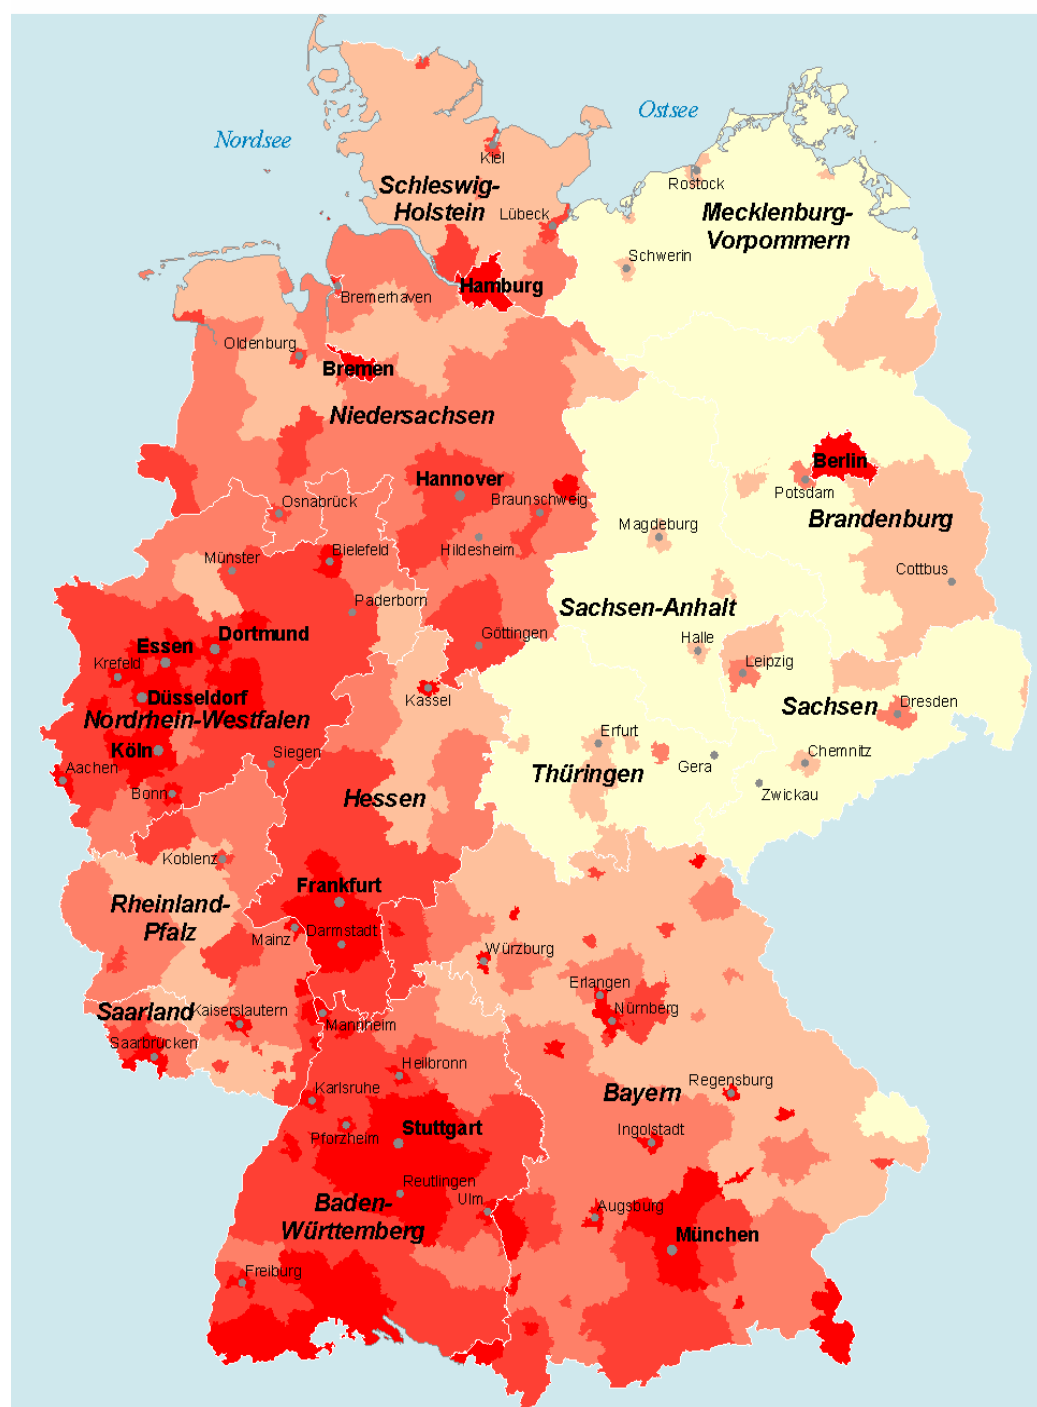 Nordsee
Ostsee
Kiel
Schleswig-
Holstein
Lübeck
Rostock
Mecklenburg-
Vorpommern
Schwerin
Hamburg
Bremerhaven
Oldenburg
Bremen
Niedersachsen
Hannover
Braunschweig
Osnabrück
Hildesheim
Berlin
Potsdam
Brandenburg
Magdeburg
Cottbus
Münster
Bielefeld
Paderborn
Sachsen-Anhalt
Göttingen
Halle
Leipzig
Essen
Dortmund
Krefeld
Düsseldorf
Nordrhein-Westfalen
Kassel
Sachsen
Dresden
Köln
Siegen
Aachen
Bonn
Erfurt
Thüringen
Gera
Chemnitz
Zwickau
Hessen
Koblenz
Frankfurt
Rheinland-
Pfalz
Mainz
Darmstadt
Würzburg
Erlangen
Nürnberg
Saarland
Kaiserslautern
Mannheim
Saarbrücken
Heilbronn
Karlsruhe
Regensburg
Bayern
Pforzheim
Stuttgart
Ingolstadt
Reutlingen
Ulm
Baden-
Württemberg
Augsburg
München
Freiburg